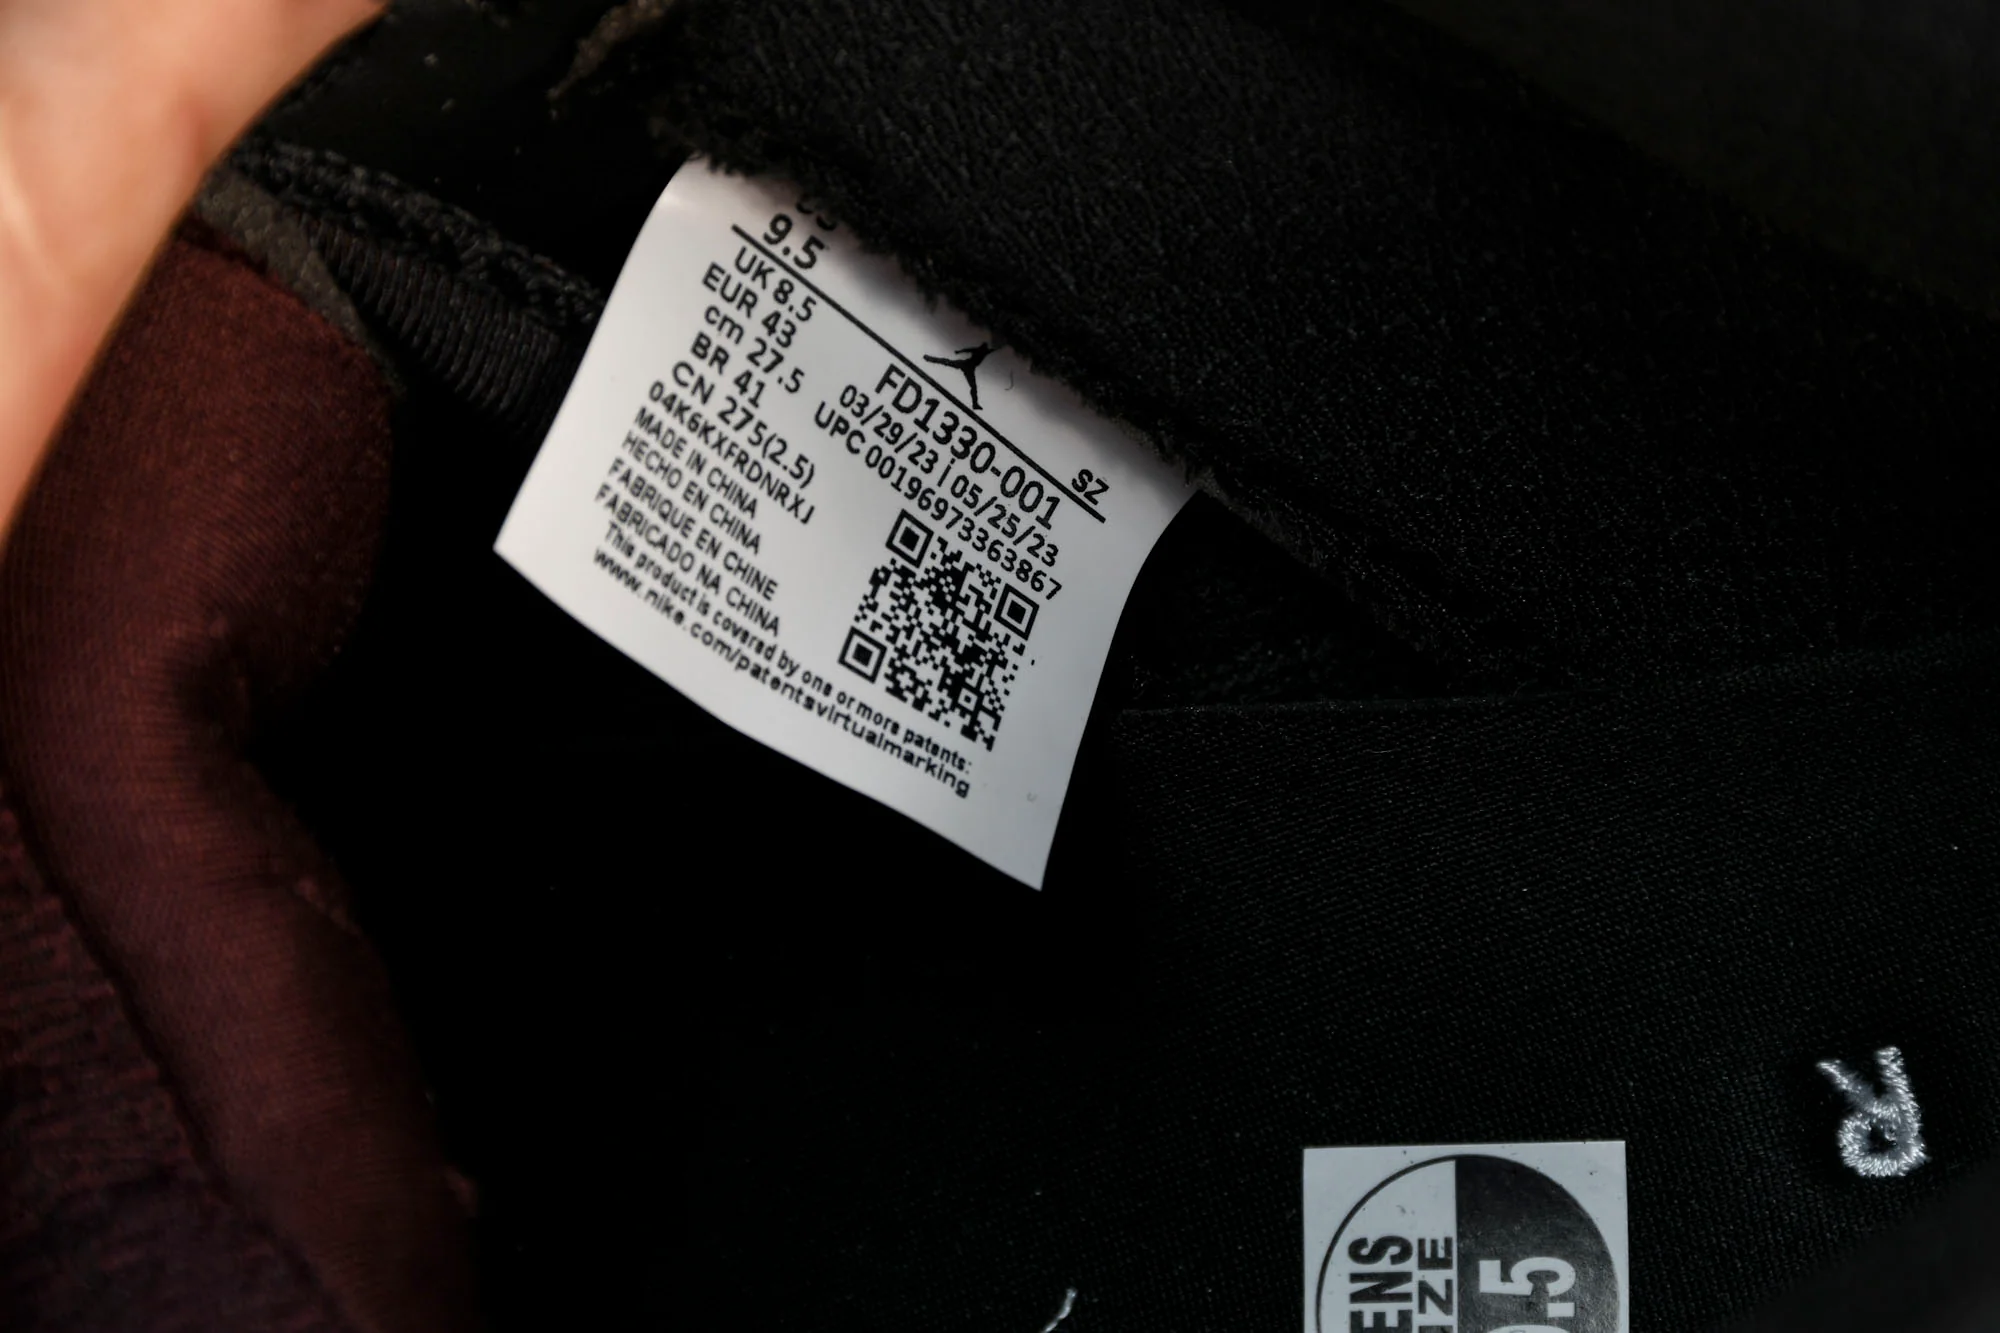 9.5
UK 8.5
EUR 43
cm 27.5
BR 41
CN 275(2.5)
04K6KXFRDNRXJ
MADE IN CHINA
HECHO EN CHINA
FABRIQUE EN CHINE
FABRICADO NA CHINA
This product is covered by one or more patents:
www.nike.com/patentsvirtualmarking
SZ
FD1330-001
03/29/23 | 05/25/23
UPC 00196973363867
R